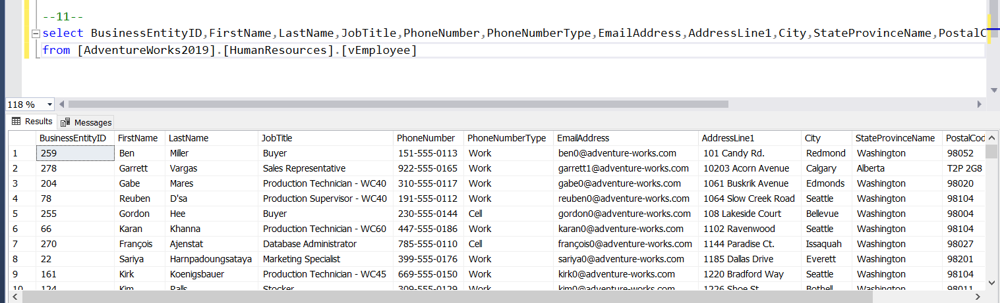 --11--
select BusinessEntityID,FirstName,LastName,JobTitle,PhoneNumber,PhoneNumberType,EmailAddress,AddressLine1,City,StateProvinceName,PostalC
from [AdventureWorks2019].[HumanResources].[vEmployee]
118 %
Results Messages
BusinessEntityID FirstName LastName JobTitle PhoneNumber PhoneNumberType EmailAddress AddressLine1 City StateProvinceName PostalCod
1 259 Ben Miller Buyer 151-555-0113 Work ben0@adventure-works.com 101 Candy Rd. Redmond Washington 98052
2 278 Garrett Vargas Sales Representative 922-555-0165 Work garrett1@adventure-works.com 10203 Acorn Avenue Calgary Alberta T2P 2G8
3 204 Gabe Mares Production Technician - WC40 310-555-0117 Work gabe0@adventure-works.com 1061 Buskrik Avenue Edmonds Washington 98020
4 78 Reuben D'sa Production Supervisor - WC40 191-555-0112 Work reuben0@adventure-works.com 1064 Slow Creek Road Seattle Washington 98104
5 255 Gordon Hee Buyer 230-555-0144 Cell gordon0@adventure-works.com 108 Lakeside Court Bellevue Washington 98004
6 66 Karan Khanna Production Technician - WC60 447-555-0186 Work karan0@adventure-works.com 1102 Ravenwood Seattle Washington 98104
7 270 François Ajenstat Database Administrator 785-555-0110 Cell françois0@adventure-works.com 1144 Paradise Ct. Issaquah Washington 98027
8 22 Sariya Harnpadoungsataya Marketing Specialist 399-555-0176 Work sariya0@adventure-works.com 1185 Dallas Drive Everett Washington 98201
9 161 Kirk Koenigsbauer Production Technician - WC45 669-555-0150 Work kirk0@adventure-works.com 1220 Bradford Way Seattle Washington 98104
10 124 Kim Ralls Stocker 309-555-0129 Work kim0@adventure-works.com 1226 Shoe St. Bothell Washington 98011